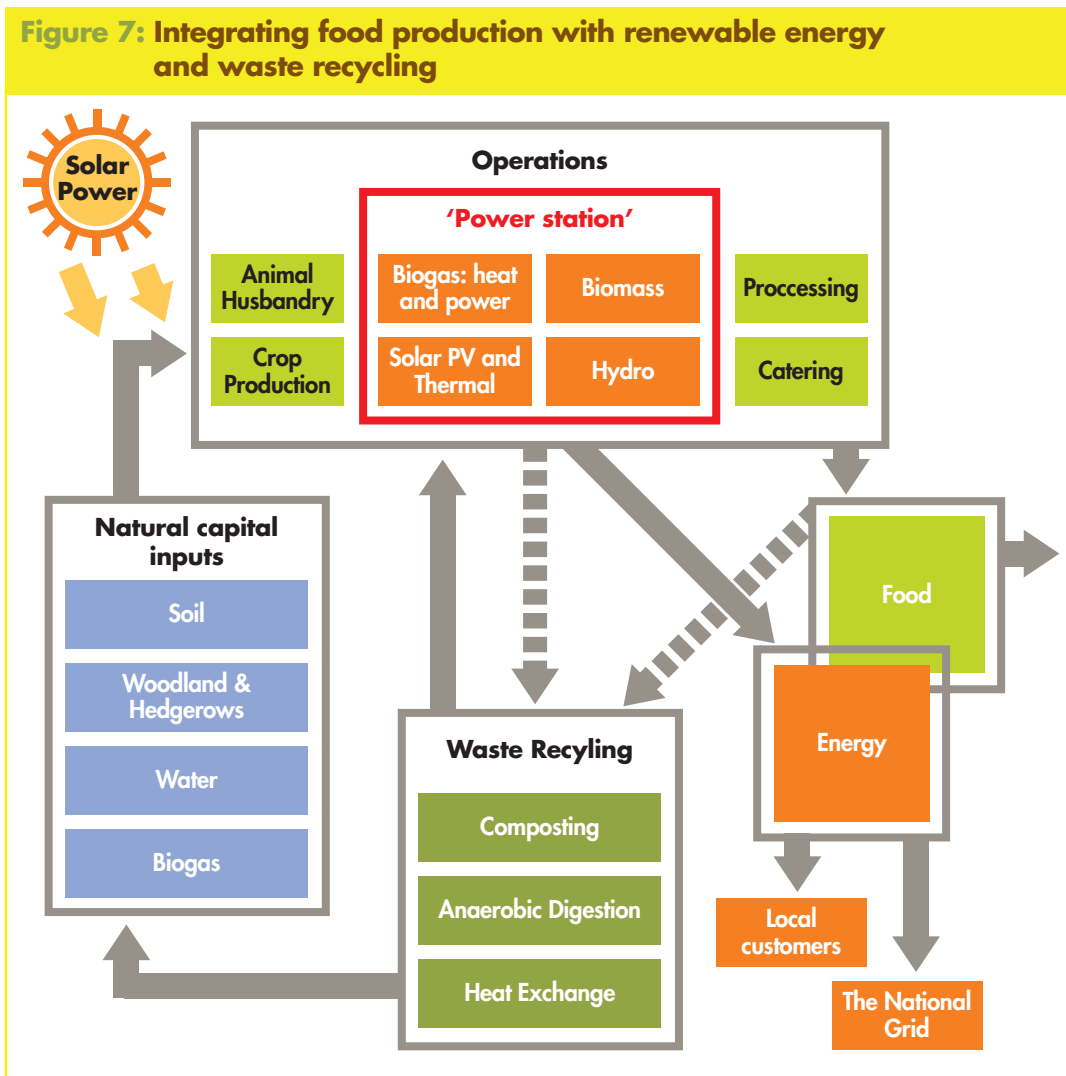 Figure 7: Integrating food production with renewable energy
and waste recycling
Solar
Power
Operations
'Power station'
Animal
Husbandry
Biogas: heat
and power
Biomass
Proccessing
Crop
Production
Solar PV and
Thermal
Hydro
Catering
Natural capital
inputs
Soil
Woodland &
Hedgerows
Water
Biogas
Waste Recyling
Composting
Anaerobic Digestion
Heat Exchange
Food
Energy
Local
customers
The National
Grid